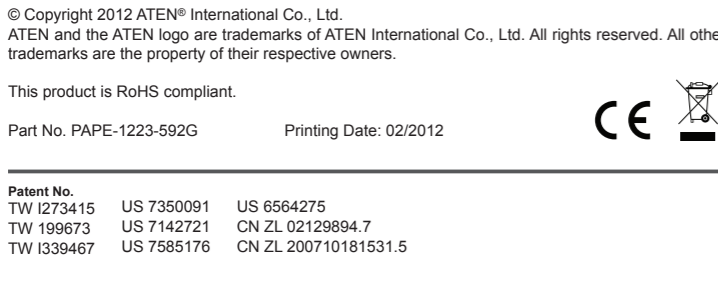 © Copyright 2012 ATEN® International Co., Ltd.
ATEN and the ATEN logo are trademarks of ATEN International Co., Ltd. All rights reserved. All othe
trademarks are the property of their respective owners.
This product is RoHS compliant.
Part No. PAPE-1223-592G Printing Date: 02/2012
CE
Patent No.
TW I273415 US 7350091 US 6564275
TW 199673 US 7142721 CN ZL 02129894.7
TW I339467 US 7585176 CN ZL 200710181531.5